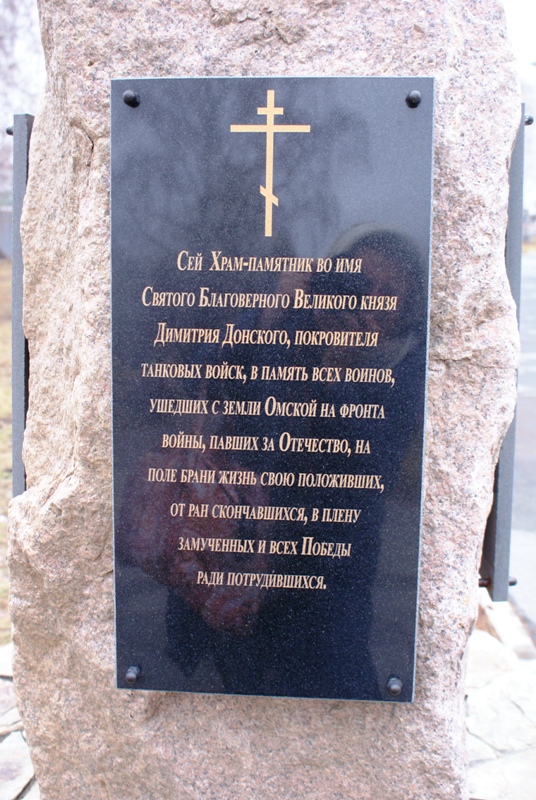 Сей Храм-памятник во имя
Святого Благоверного Великого князя
Димитрия Донского, покровителя
танковых войск, в память всех воинов,
ушедших с земли Омской на фронта
войны, павших за Отечество, на
поле брани жизнь свою положивших,
от ран скончавшихся, в плену
замученных и всех Победы
ради потрудившихся.